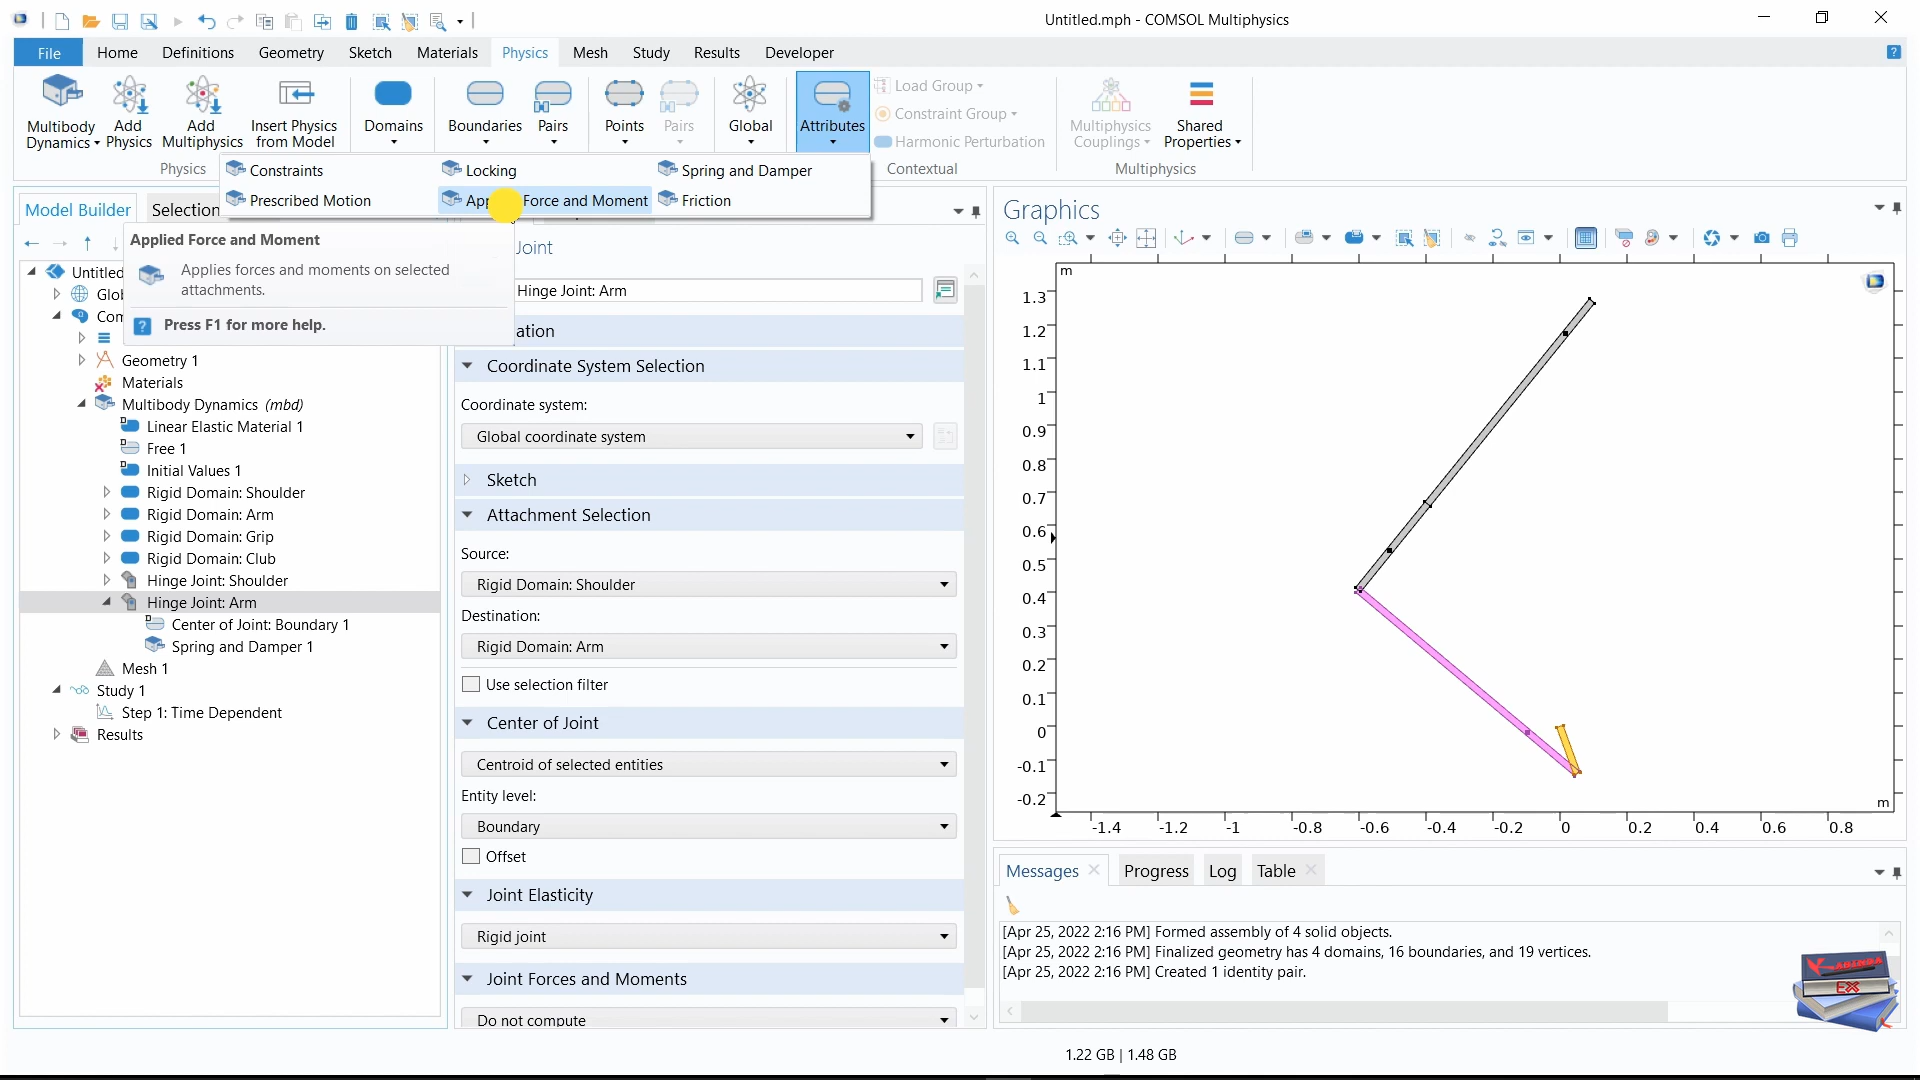 Untitled.mph - COMSOL Multiphysics
File Home Definitions Geometry Sketch Materials Physics Mesh Study Results Developer
Multibody Dynamics
Add Physics
Add Multiphysics
Insert Physics from Model
Domains
Boundaries
Pairs
Points
Pairs
Global
Attributes
Load Group
Constraint Group
Harmonic Perturbation
Multiphysics Couplings
Shared Properties
Physics
Contextual
Multiphysics
Constraints Locking Spring and Damper
Prescribed Motion App Force and Moment Friction
Model Builder Selection
Applied Force and Moment
Applies forces and moments on selected
attachments.
Press F1 for more help.
Untitled
Glob
Com
Geometry 1
Materials
Multibody Dynamics (mbd)
Linear Elastic Material 1
Free 1
Initial Values 1
Rigid Domain: Shoulder
Rigid Domain: Arm
Rigid Domain: Grip
Rigid Domain: Club
Hinge Joint: Shoulder
Hinge Joint: Arm
Center of Joint: Boundary 1
Spring and Damper 1
Mesh 1
Study 1
Step 1: Time Dependent
Results
Joint
Hinge Joint: Arm
ation
Coordinate System Selection
Coordinate system:
Global coordinate system
Sketch
Attachment Selection
Source:
Rigid Domain: Shoulder
Destination:
Rigid Domain: Arm
Use selection filter
Center of Joint
Centroid of selected entities
Entity level:
Boundary
Offset
Joint Elasticity
Rigid joint
Joint Forces and Moments
Do not compute
Graphics
m
1.3
1.2
1.1
1
0.9
0.8
0.7
0.6
0.5
0.4
0.3
0.2
0.1
0
-0.1
-0.2
m
-1.4 -1.2 -1 -0.8 -0.6 -0.4 -0.2 0 0.2 0.4 0.6 0.8
Messages Progress Log Table
[Apr 25, 2022 2:16 PM] Formed assembly of 4 solid objects.
[Apr 25, 2022 2:16 PM] Finalized geometry has 4 domains, 16 boundaries, and 19 vertices.
[Apr 25, 2022 2:16 PM] Created 1 identity pair.
EX
1.22 GB | 1.48 GB